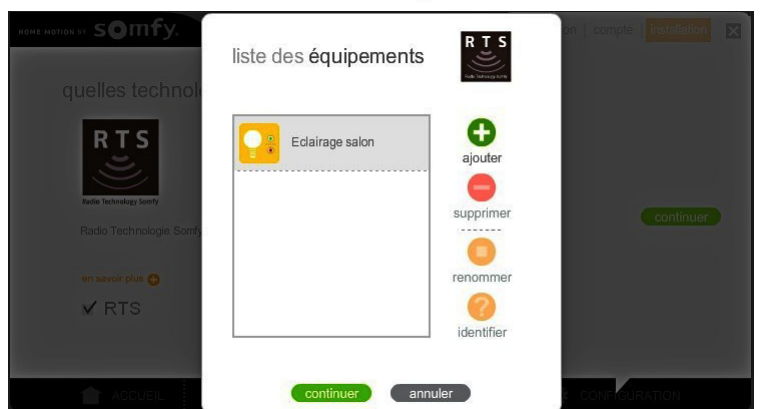 HOME MOTION BY somfy.
on | compte | installation
liste des équipements
RTS
Radio Technology Somfy
quelles technol
RTS
Radio Technology Somfy
Eclairage salon
ajouter
supprimer
renommer
identifier
continuer
Radio Technologie Somfy
en savoir plus
RTS
continuer
annuler
ACCUEIL
CONFIGURATION